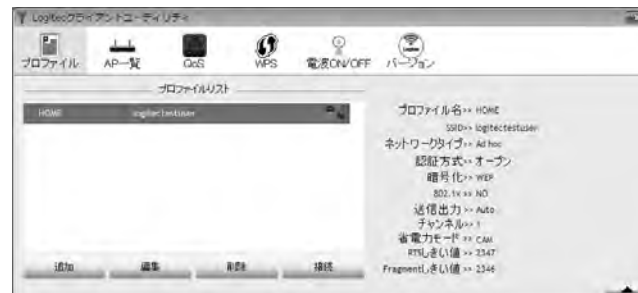 Logitecクライアントユーティリティ
プロファイル AP一覧 QoS WPS 電波ON/OFF バージョン
プロファイルリスト
HOME logitectestuser
追加 編集 削除 接続
プロファイル名>> HOME
SSID>> logitectestuser
ネットワークタイプ>> Ad hoc
認証方式>> オープン
暗号化>> WEP
802.1x >> NO
送信出力>> Auto
チャンネル>> 1
省電力モード >> CAM
RTSしきい値 >> 2347
Fragmentしきい値 >> 2346